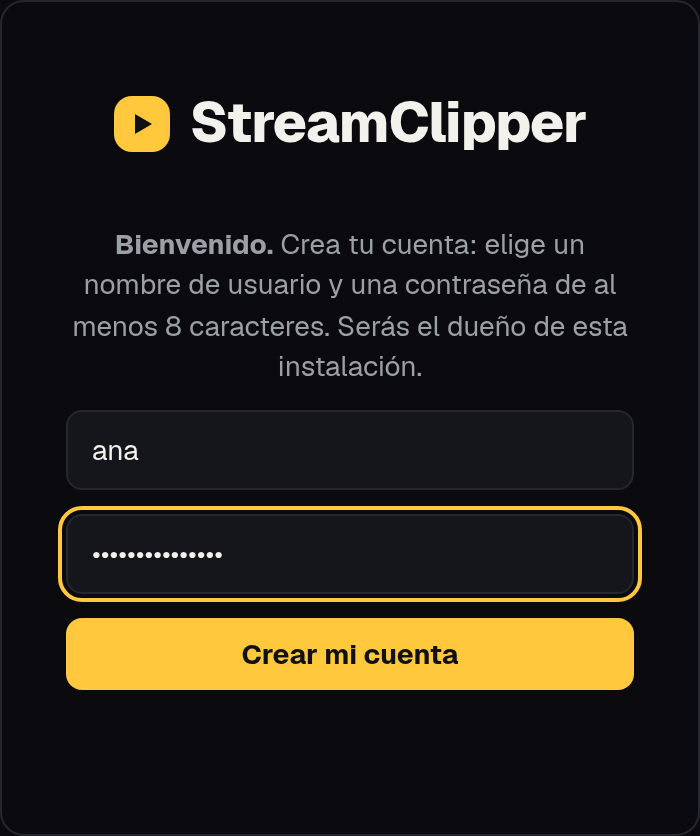 StreamClipper
Bienvenido. Crea tu cuenta: elige un
nombre de usuario y una contraseña de al
menos 8 caracteres. Serás el dueño de esta
instalación.
ana
•••••••••••••••
Crear mi cuenta